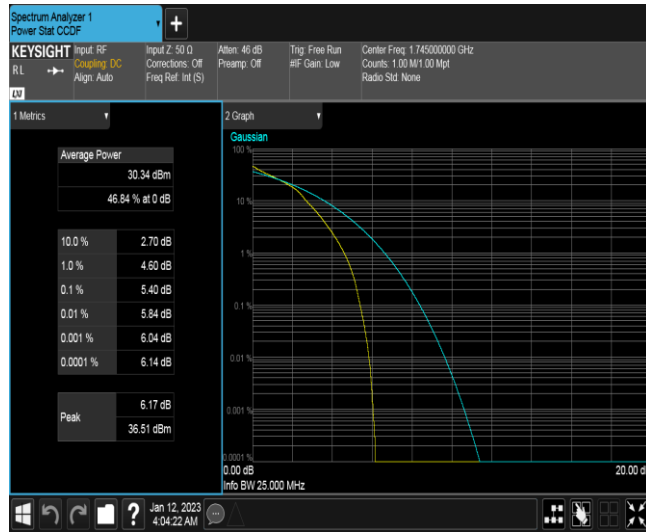 Spectrum Analyzer 1
Power Stat CCDF
+
KEYSIGHT
RL
LXI
Input: RF
Coupling: DC
Align: Auto
Input Z: 50 Ω
Corrections: Off
Freq Ref: Int (S)
Atten: 46 dB
Preamp: Off
Trig: Free Run
#IF Gain: Low
Center Freq: 1.745000000 GHz
Counts: 1.00 M/1.00 Mpt
Radio Std: None
1 Metrics
Average Power
30.34 dBm
46.84 % at 0 dB
10.0 % 2.70 dB
1.0 % 4.60 dB
0.1 % 5.40 dB
0.01 % 5.84 dB
0.001 % 6.04 dB
0.0001 % 6.14 dB
Peak
6.17 dB
36.51 dBm
2 Graph
Gaussian
100 %
10 %
1 %
0.1 %
0.01 %
0.001 %
0.0001 %
0.00 dB
20.00 d
Info BW 25.000 MHz
?
Jan 12, 2023
4:04:22 AM